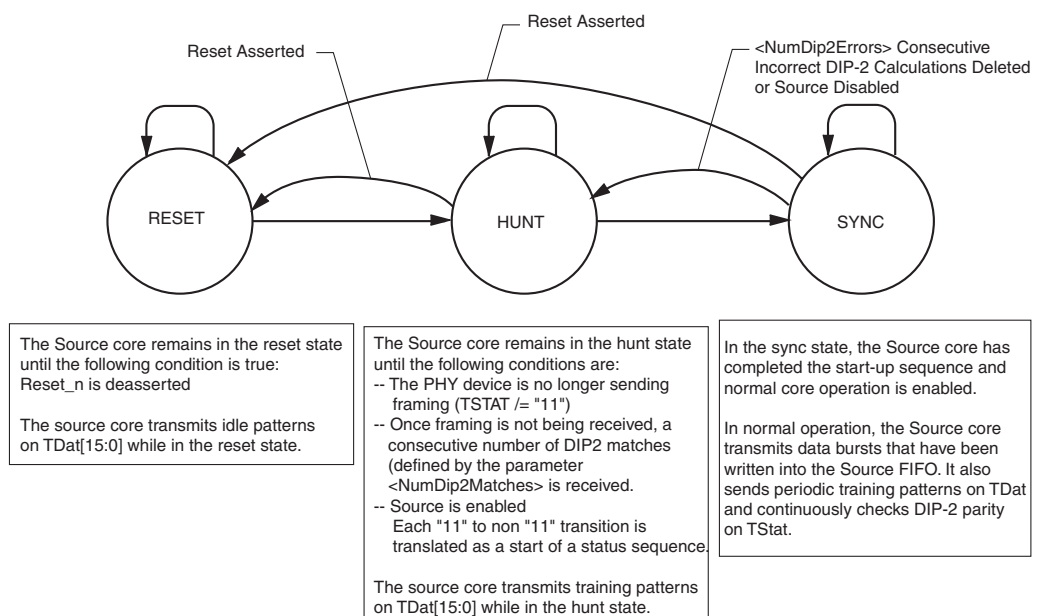 Reset Asserted
Reset Asserted
<NumDip2Errors> Consecutive
Incorrect DIP-2 Calculations Deleted
or Source Disabled
RESET
HUNT
SYNC
The Source core remains in the reset state
until the following condition is true:
Reset_n is deasserted
The source core transmits idle patterns
on TDat[15:0] while in the reset state.
The Source core remains in the hunt state
until the following conditions are:
-- The PHY device is no longer sending
framing (TSTAT /= "11")
-- Once framing is not being received, a
consecutive number of DIP2 matches
(defined by the parameter
<NumDip2Matches> is received.
-- Source is enabled
Each "11" to non "11" transition is
translated as a start of a status sequence.
The source core transmits training patterns
on TDat[15:0] while in the hunt state.
In the sync state, the Source core has
completed the start-up sequence and
normal core operation is enabled.
In normal operation, the Source core
transmits data bursts that have been
written into the Source FIFO. It also
sends periodic training patterns on TDat
and continuously checks DIP-2 parity
on TStat.